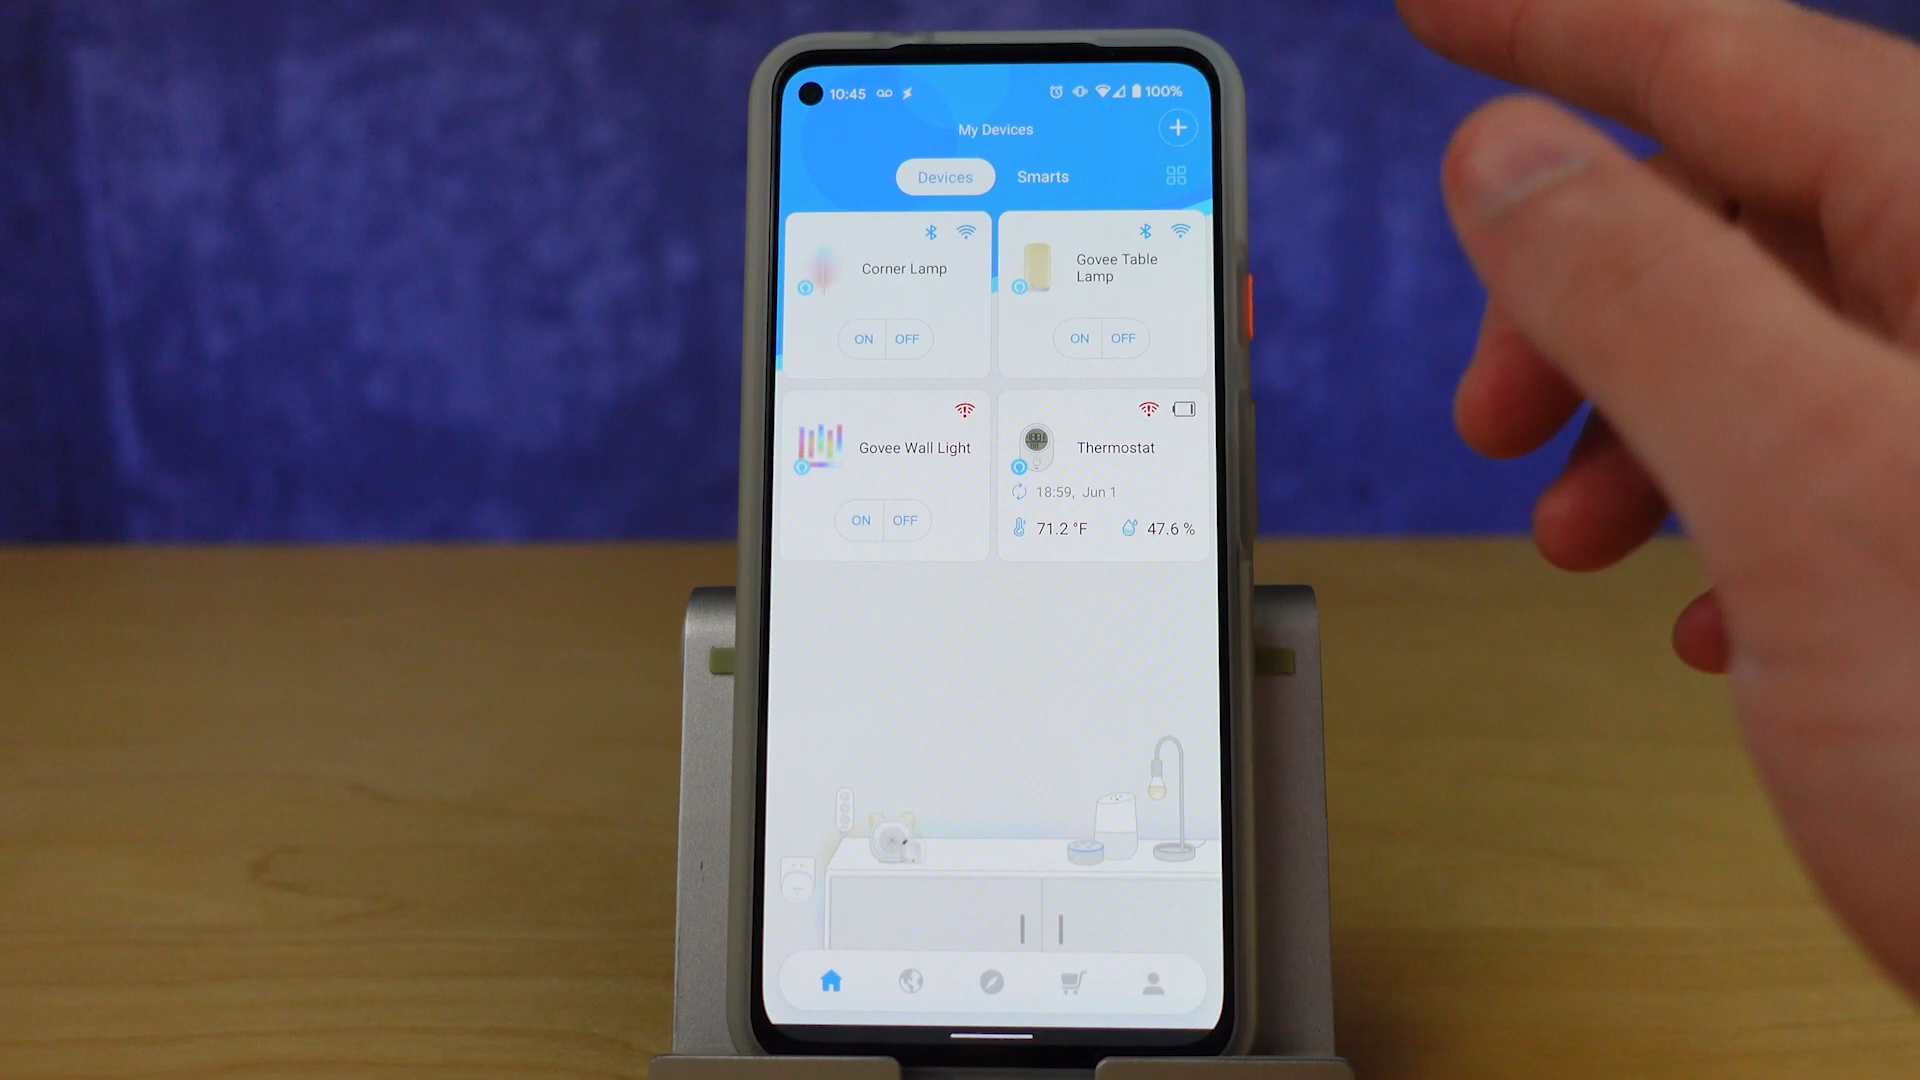 10:45
100%
My Devices
Devices
Smarts
Corner Lamp
ON
OFF
Govee Table
Lamp
ON
OFF
Govee Wall Light
ON
OFF
Thermostat
18:59, Jun 1
71.2 °F
47.6 %